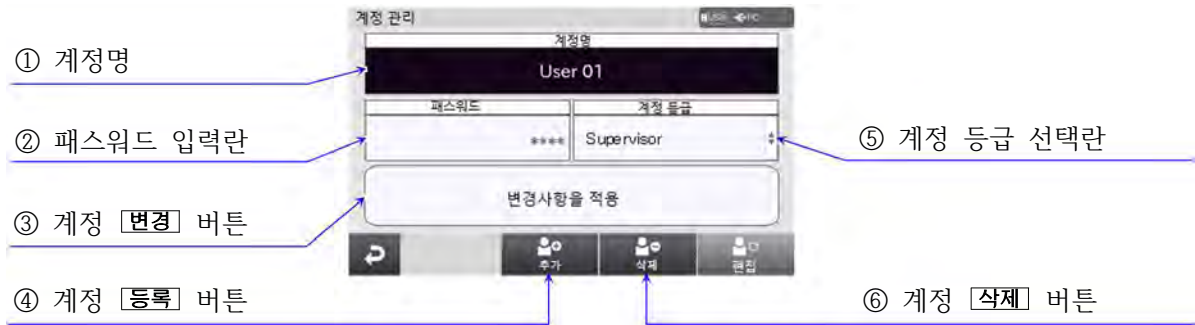 계정 관리
USB PC
① 계정명
계정명
User 01
패스워드
계정 등급
② 패스워드 입력란
****
Supervisor
⑤ 계정 등급 선택란
변경사항을 적용
③ 계정 변경 버튼
추가
삭제
편집
④ 계정 등록 버튼
⑥ 계정 삭제 버튼